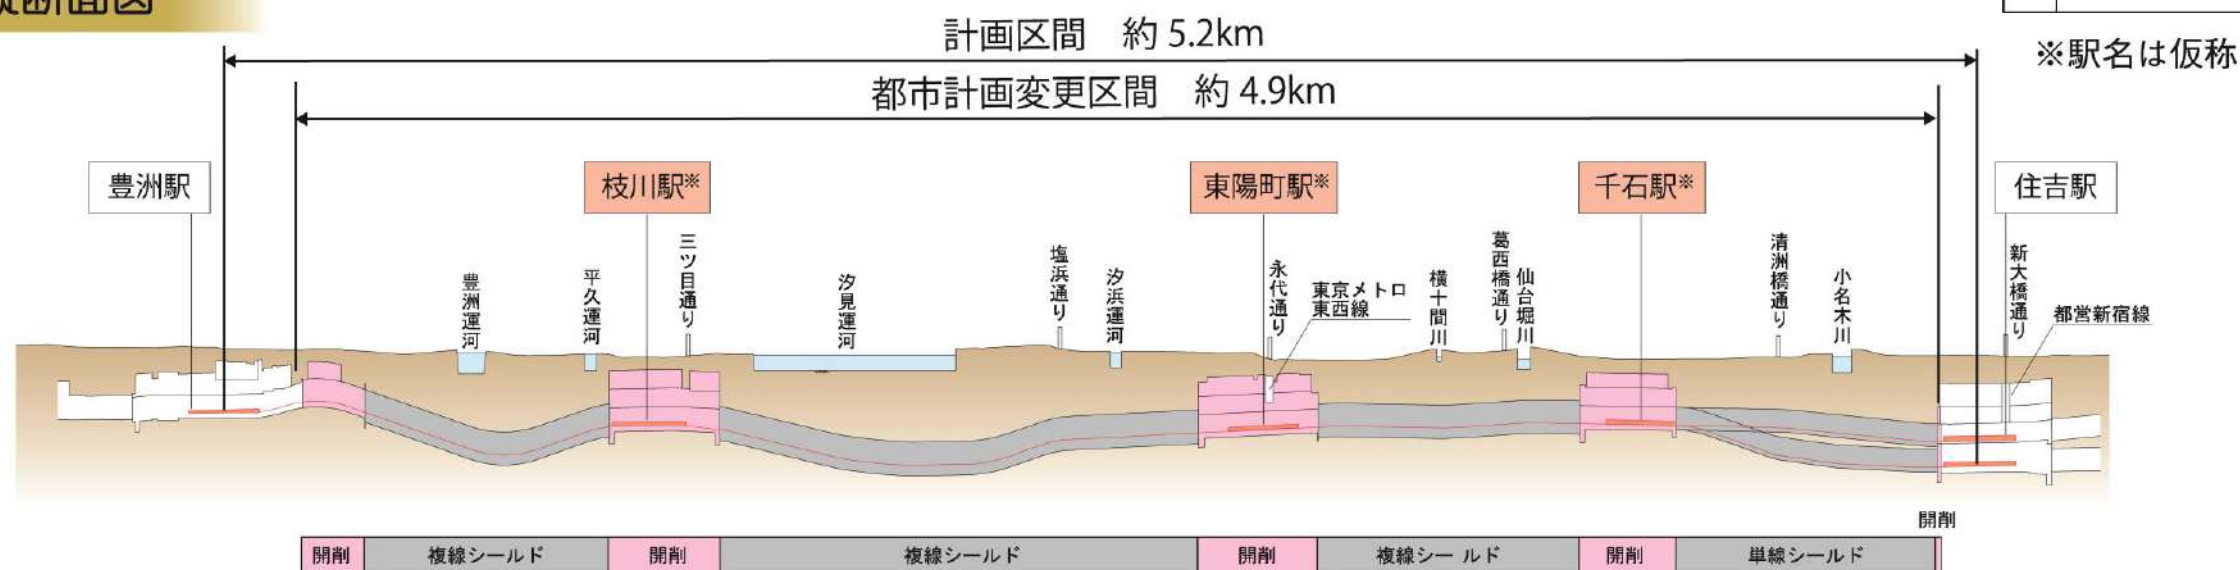 縦断面図
計画区間　約 5.2km
※駅名は仮称
都市計画変更区間　約 4.9km
豊洲駅
枝川駅※
東陽町駅※
千石駅※
住吉駅
豊洲運河
平久運河
三ツ目通り
汐見運河
塩浜通り
汐浜運河
永代通り
東京メトロ
東西線
横十間川
葛西橋通り
仙台堀川
清洲橋通り
小名木川
新大橋通り
都営新宿線
開削
開削
複線シールド
開削
複線シールド
開削
複線シールド
開削
単線シールド